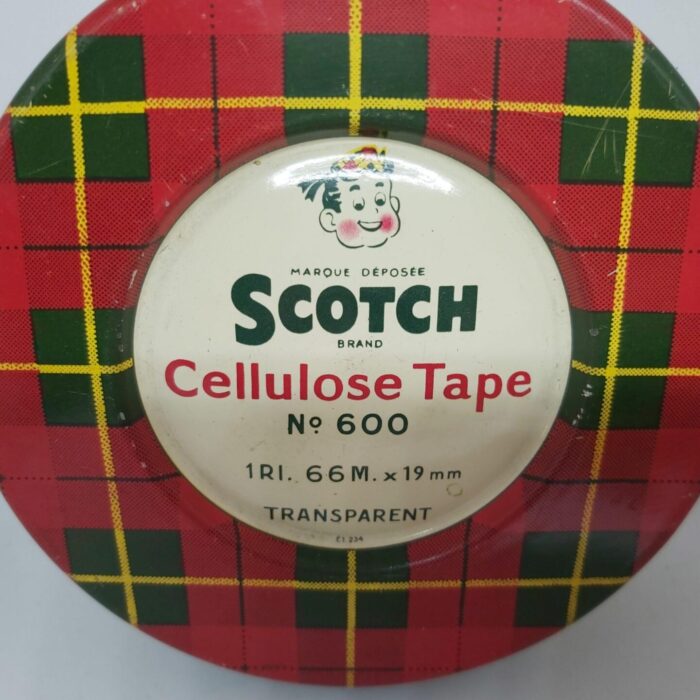 MARQUE DÉPOSÉE
SCOTCH
BRAND
Cellulose Tape
Nº 600
1RI. 66M. x 19mm
TRANSPARENT